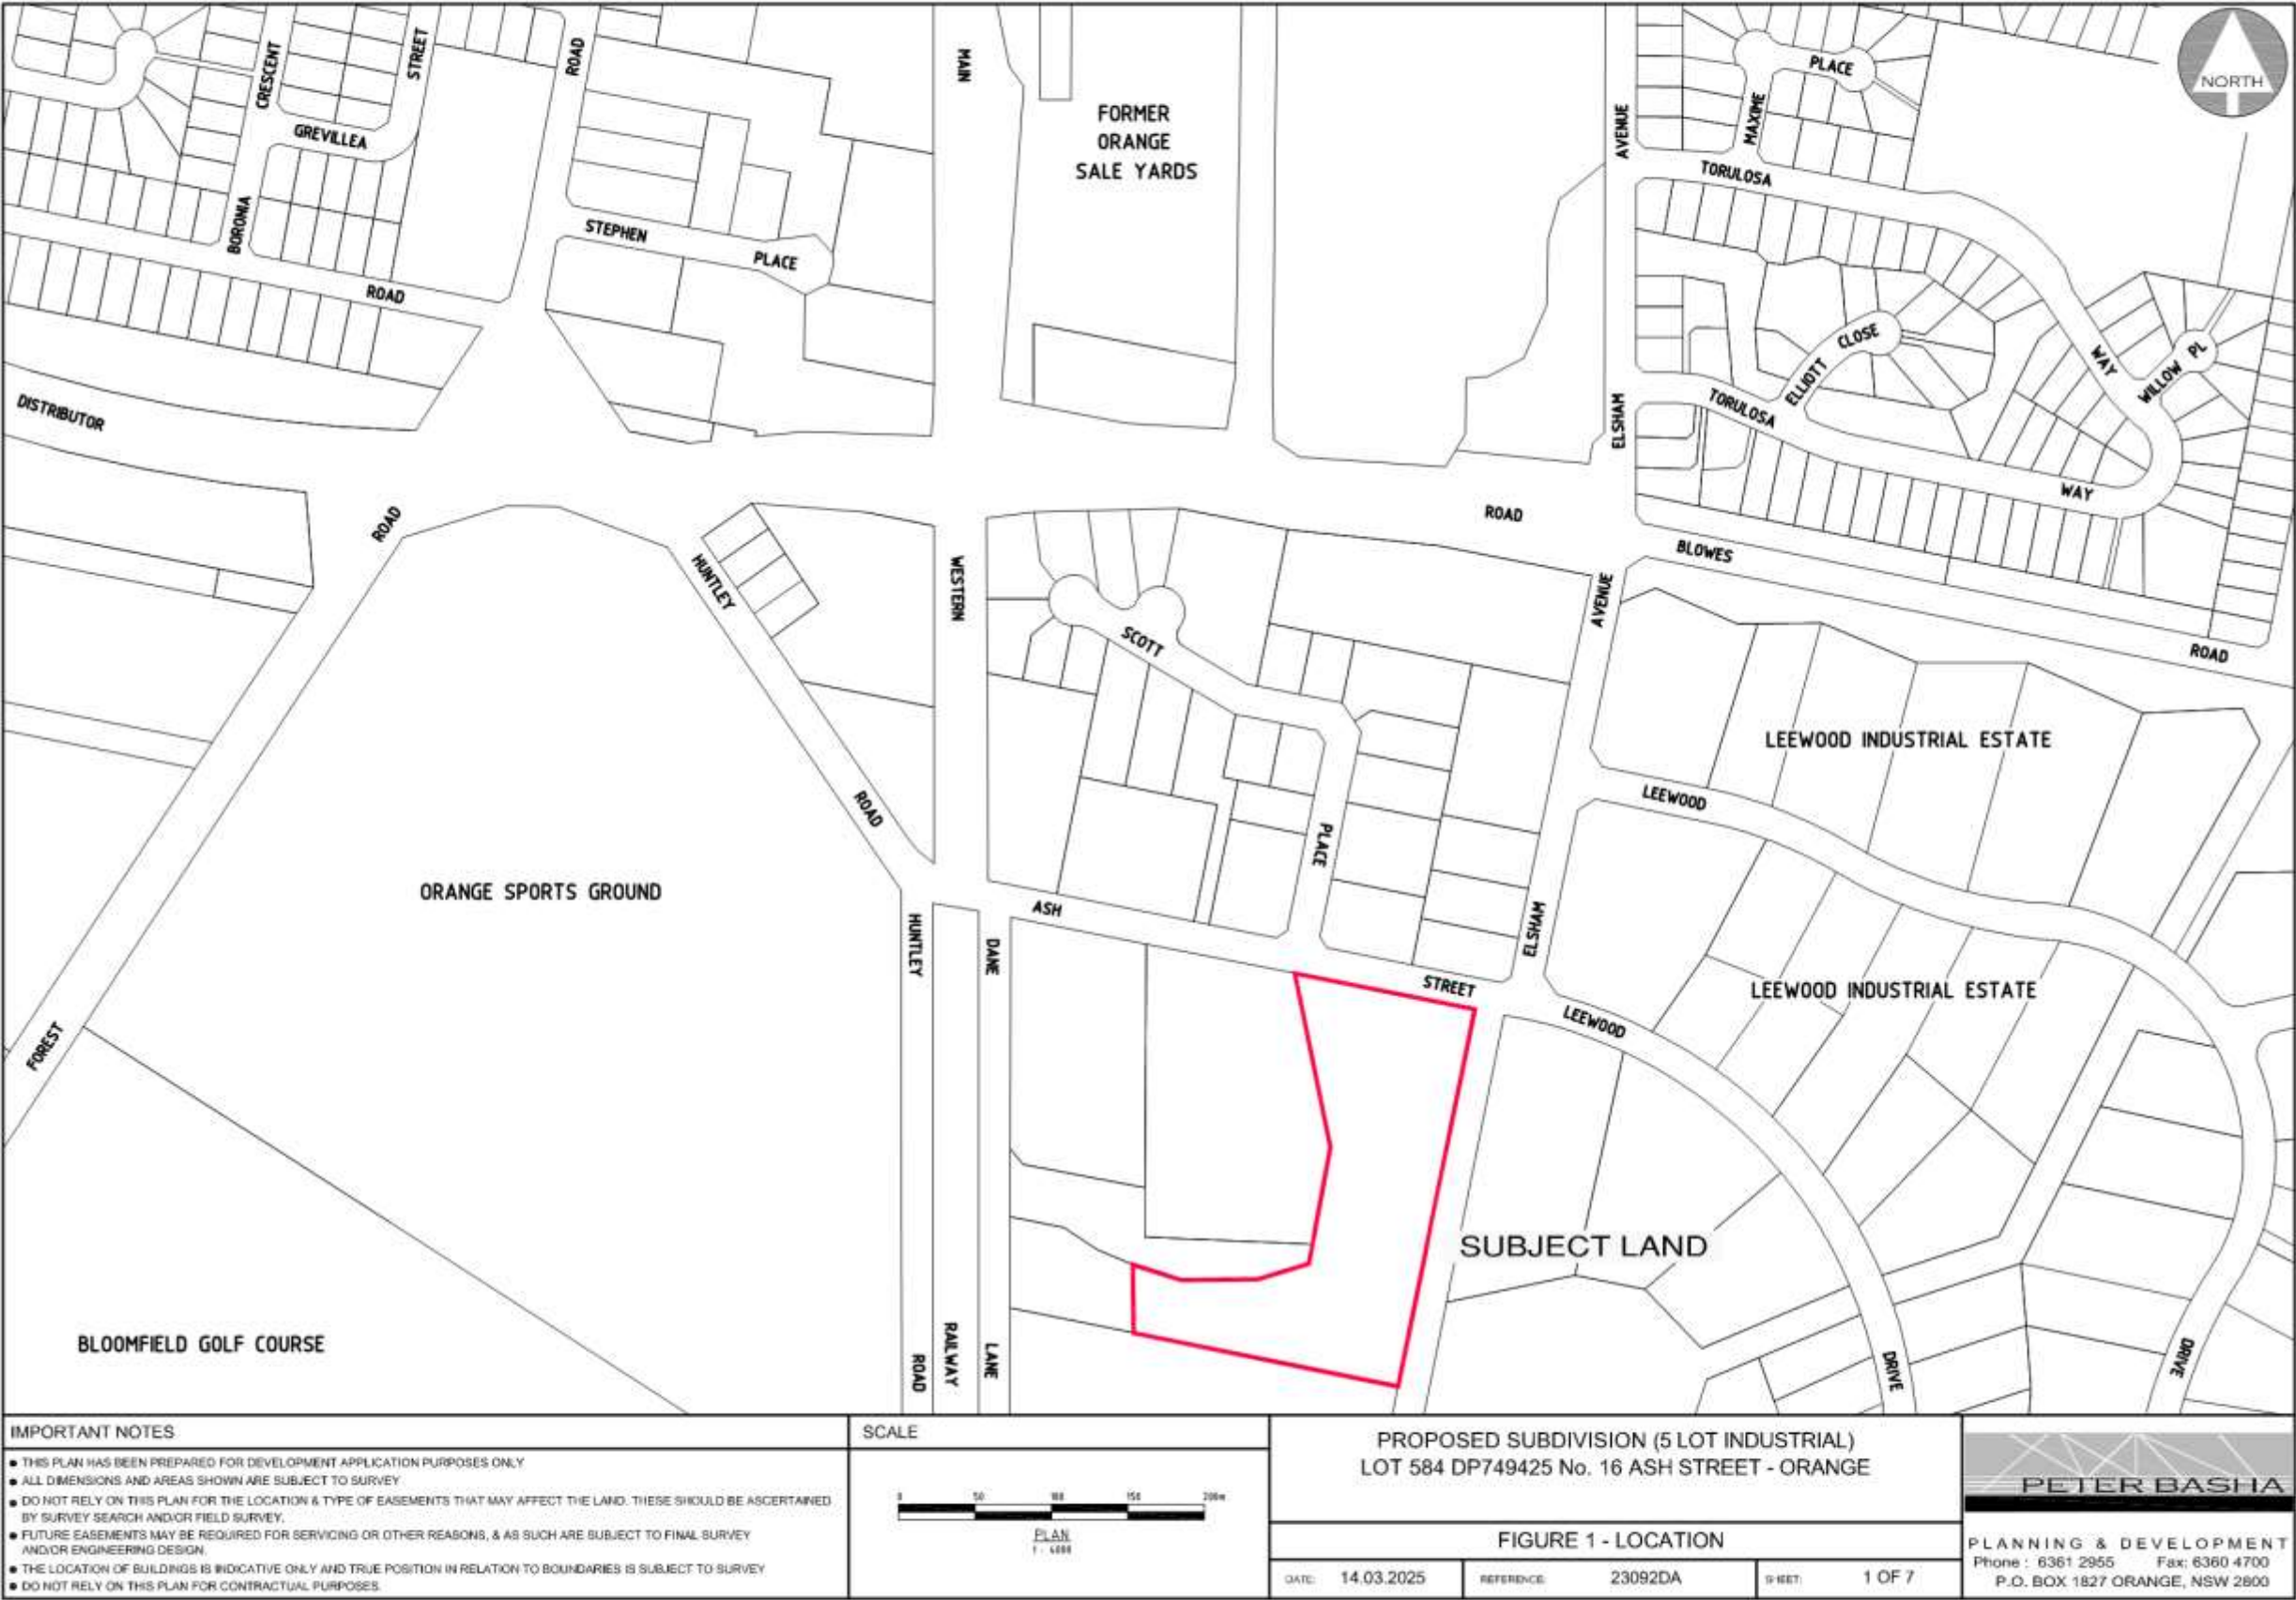 CRESCENT
STREET
ROAD
MAIN
GREVILLEA
BORONIA
ROAD
STEPHEN
PLACE
FORMER
ORANGE
SALE YARDS
AVENUE
PLACE
MAXIME
NORTH
TORULOSA
WAY
WILLOW PL
ELLIOTT CLOSE
TORULOSA
WAY
ELSHAM
DISTRIBUTOR
ROAD
ROAD
BLOWES
ROAD
HUNTLEY
ROAD
WESTERN
SCOTT
PLACE
AVENUE
ELSHAM
LEEWOOD INDUSTRIAL ESTATE
LEEWOOD
ORANGE SPORTS GROUND
ASH
STREET
HUNTLEY
DANE
LEEWOOD INDUSTRIAL ESTATE
LEEWOOD
FOREST
SUBJECT LAND
BLOOMFIELD GOLF COURSE
ROAD
RAILWAY
LANE
DRIVE
DRIVE
IMPORTANT NOTES
● THIS PLAN HAS BEEN PREPARED FOR DEVELOPMENT APPLICATION PURPOSES ONLY
● ALL DIMENSIONS AND AREAS SHOWN ARE SUBJECT TO SURVEY
● DO NOT RELY ON THIS PLAN FOR THE LOCATION & TYPE OF EASEMENTS THAT MAY AFFECT THE LAND. THESE SHOULD BE ASCERTAINED
BY SURVEY SEARCH AND/OR FIELD SURVEY.
● FUTURE EASEMENTS MAY BE REQUIRED FOR SERVICING OR OTHER REASONS, & AS SUCH ARE SUBJECT TO FINAL SURVEY
AND/OR ENGINEERING DESIGN.
● THE LOCATION OF BUILDINGS IS INDICATIVE ONLY AND TRUE POSITION IN RELATION TO BOUNDARIES IS SUBJECT TO SURVEY
● DO NOT RELY ON THIS PLAN FOR CONTRACTUAL PURPOSES.
SCALE
0 50 100 150 200m
PLAN
1 : 4000
PROPOSED SUBDIVISION (5 LOT INDUSTRIAL)
LOT 584 DP749425 No. 16 ASH STREET - ORANGE
FIGURE 1 - LOCATION
DATE: 14.03.2025 REFERENCE: 23092DA SHEET: 1 OF 7
PETER BASHA
PLANNING & DEVELOPMENT
Phone : 6361 2955 Fax: 6360 4700
P.O. BOX 1827 ORANGE, NSW 2800